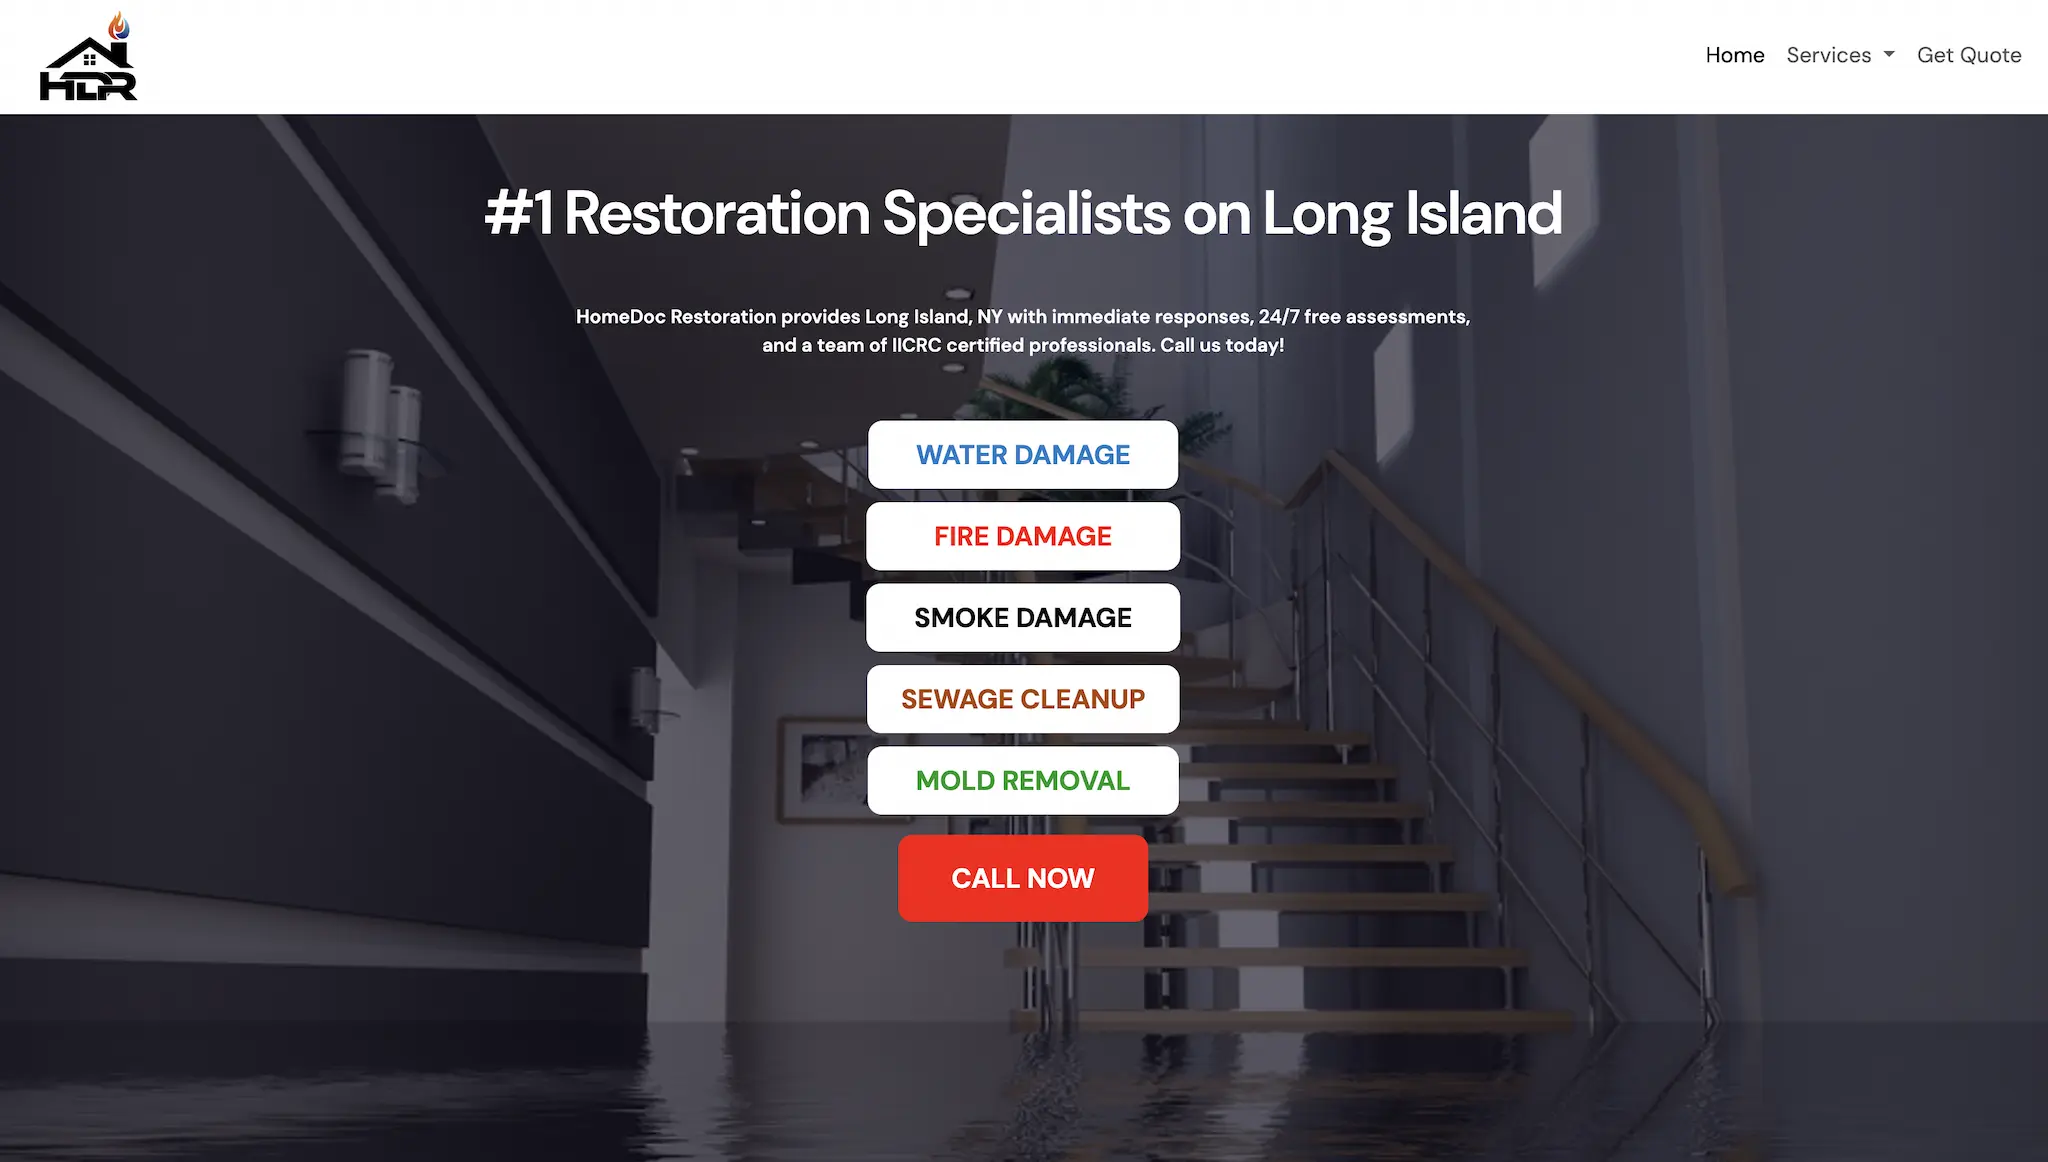 HDR
Home
Services
Get Quote
#1 Restoration Specialists on Long Island
HomeDoc Restoration provides Long Island, NY with immediate responses, 24/7 free assessments,
and a team of IICRC certified professionals. Call us today!
WATER DAMAGE
FIRE DAMAGE
SMOKE DAMAGE
SEWAGE CLEANUP
MOLD REMOVAL
CALL NOW